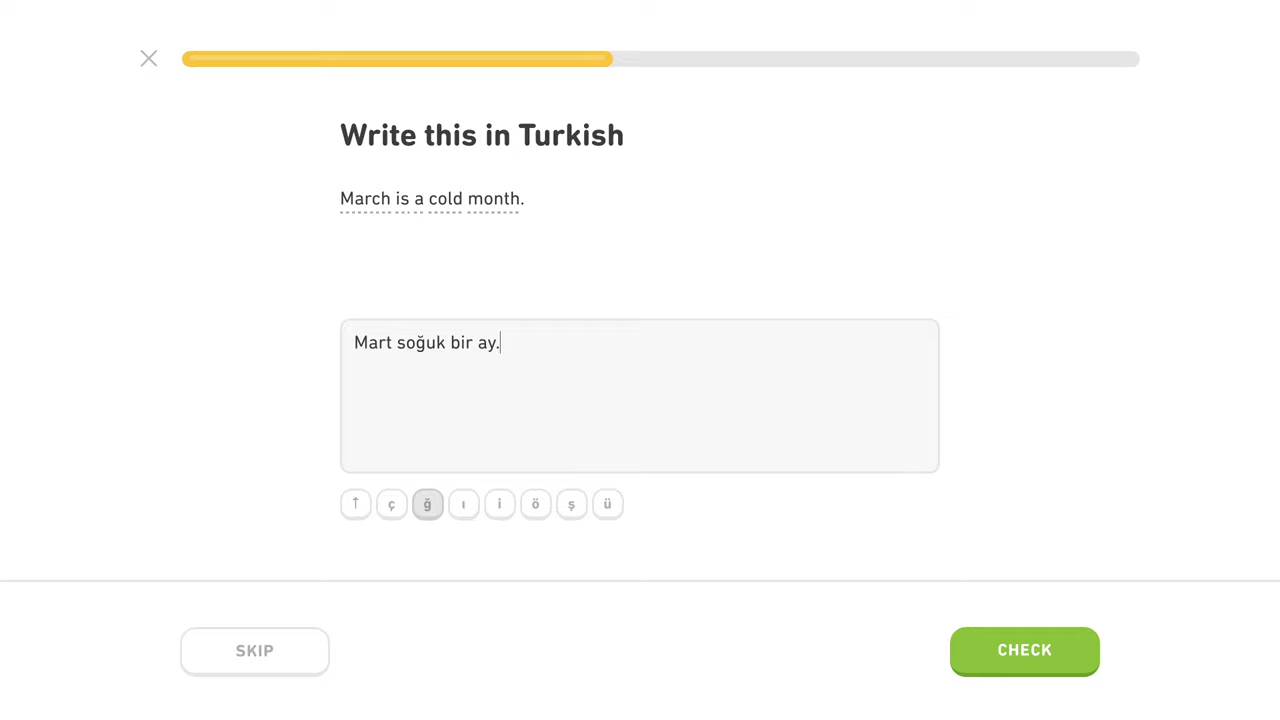 Write this in Turkish
March is a cold month.
Mart soğuk bir ay.
↑ ç ğ ı i ö ş ü
SKIP
CHECK